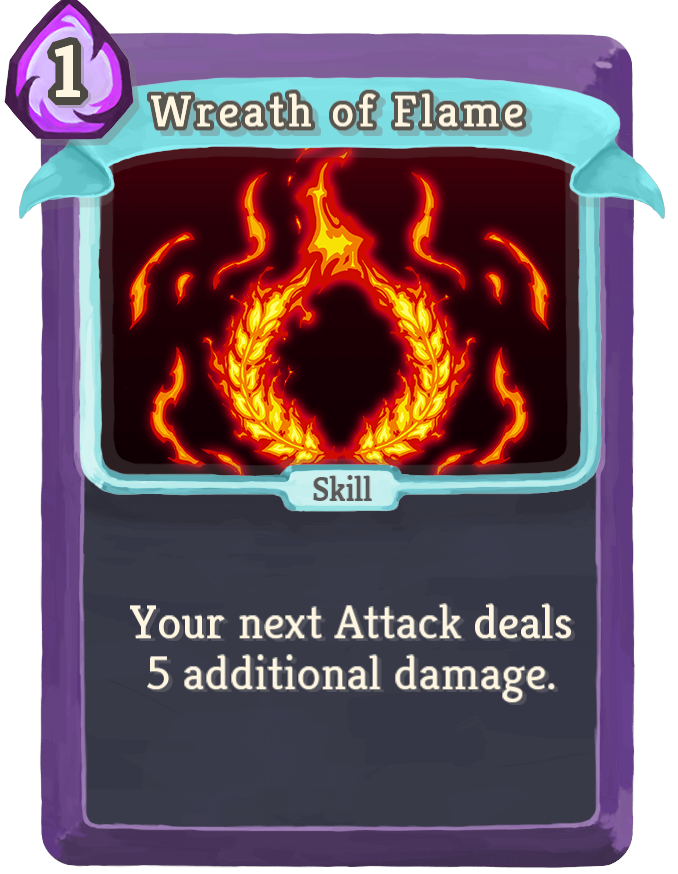 1
Wreath of Flame
Skill
Your next Attack deals
5 additional damage.